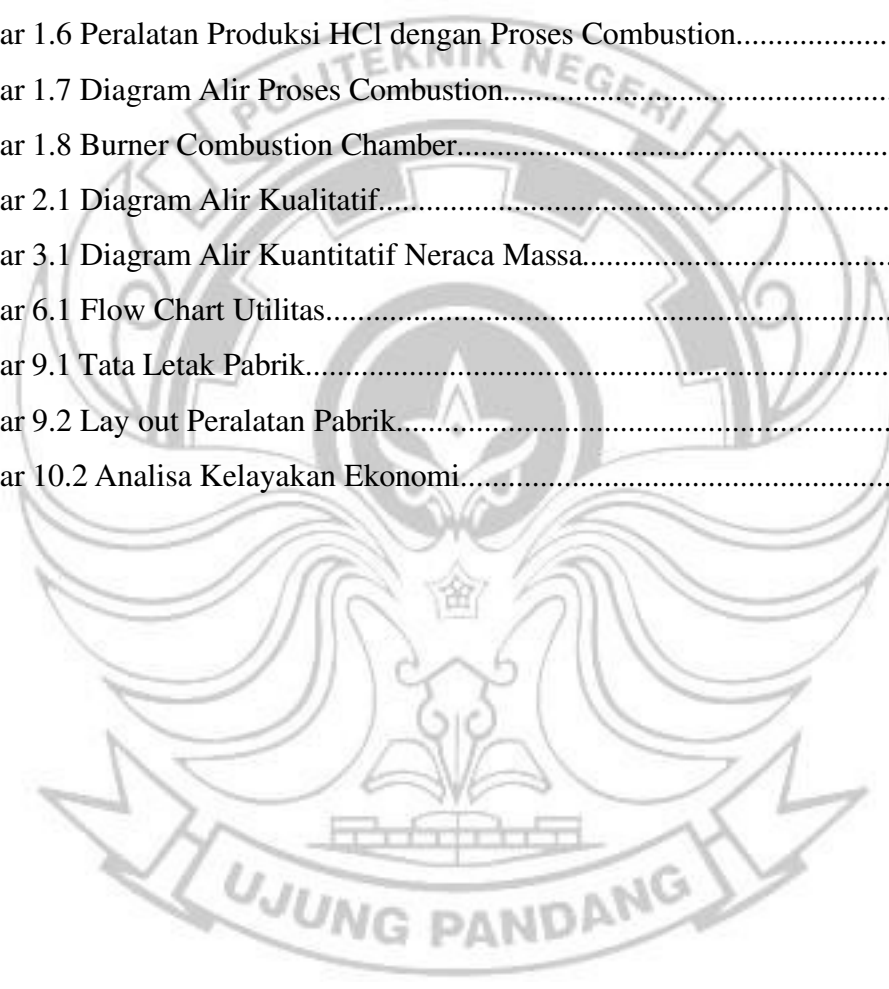 ar 1.6 Peralatan Produksi HCl dengan Proses Combustion...................
POLITEKNIK NEGERI
ar 1.7 Diagram Alir Proses Combustion.................................................
ar 1.8 Burner Combustion Chamber.......................................................
ar 2.1 Diagram Alir Kualitatif.................................................................
ar 3.1 Diagram Alir Kuantitatif Neraca Massa.......................................
ar 6.1 Flow Chart Utilitas.......................................................................
ar 9.1 Tata Letak Pabrik..........................................................................
ar 9.2 Lay out Peralatan Pabrik...............................................................
ar 10.2 Analisa Kelayakan Ekonomi......................................................
UJUNG PANDANG